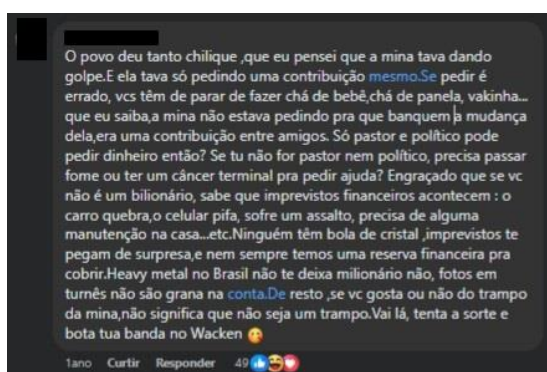 O povo deu tanto chilique ,que eu pensei que a mina tava dando
golpe.E ela tava só pedindo uma contribuição mesmo.Se pedir é
errado, vcs têm de parar de fazer chá de bebê,chá de panela, vakinha...
que eu saiba,a mina não estava pedindo pra que banquem a mudança
dela,era uma contribuição entre amigos. Só pastor e político pode
pedir dinheiro então? Se tu não for pastor nem político, precisa passar
fome ou ter um câncer terminal pra pedir ajuda? Engraçado que se vc
não é um bilionário, sabe que imprevistos financeiros acontecem : o
carro quebra,o celular pifa, sofre um assalto, precisa de alguma
manutenção na casa...etc.Ninguém têm bola de cristal ,imprevistos te
pegam de surpresa,e nem sempre temos uma reserva financeira pra
cobrir.Heavy metal no Brasil não te deixa milionário não, fotos em
turnês não são grana na conta.De resto ,se vc gosta ou não do trampo
da mina,não significa que não seja um trampo.Vai lá, tenta a sorte e
bota tua banda no Wacken 😋
1ano Curtir Responder 49